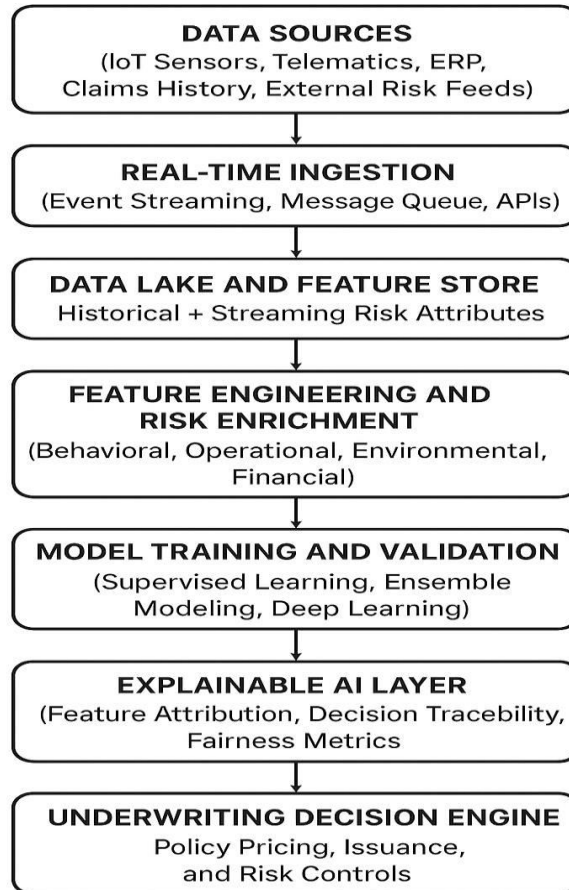 DATA SOURCES
(IoT Sensors, Telematics, ERP,
Claims History, External Risk Feeds)
REAL-TIME INGESTION
(Event Streaming, Message Queue, APIs)
DATA LAKE AND FEATURE STORE
Historical + Streaming Risk Attributes
FEATURE ENGINEERING AND
RISK ENRICHMENT
(Behavioral, Operational, Environmental,
Financial)
MODEL TRAINING AND VALIDATION
(Supervised Learning, Ensemble
Modeling, Deep Learning)
EXPLAINABLE AI LAYER
(Feature Attribution, Decision Tracebility,
Fairness Metrics
UNDERWRITING DECISION ENGINE
Policy Pricing, Issuance,
and Risk Controls